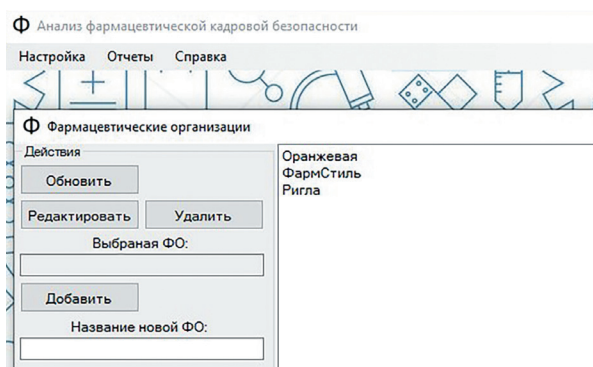 Ф Анализ фармацевтической кадровой безопасности
Настройка Отчеты Справка
Ф Фармацевтические организации
Действия
Обновить
Редактировать Удалить
Выбраная ФО:
Добавить
Название новой ФО:
Оранжевая
ФармСтиль
Ригла